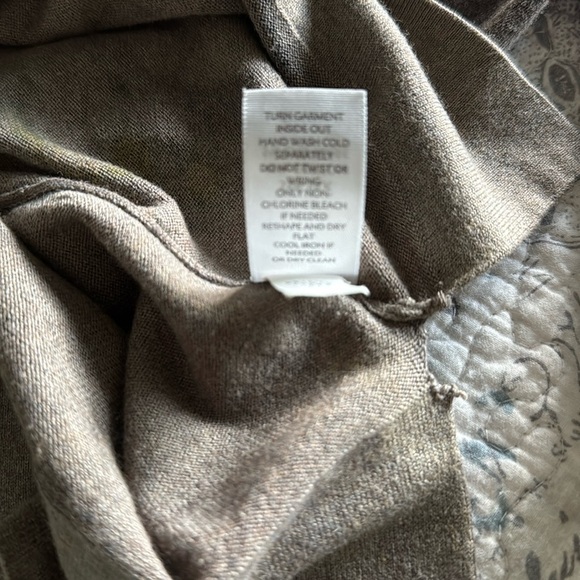 TURN GARMENT
INSIDE OUT
HAND WASH COLD
SEPARATELY
DO NOT TWIST OR
WRING
ONLY NON-
CHLORINE BLEACH
IF NEEDED
RESHAPE AND DRY
FLAT
COOL IRON IF
NEEDED
OR DRY CLEAN